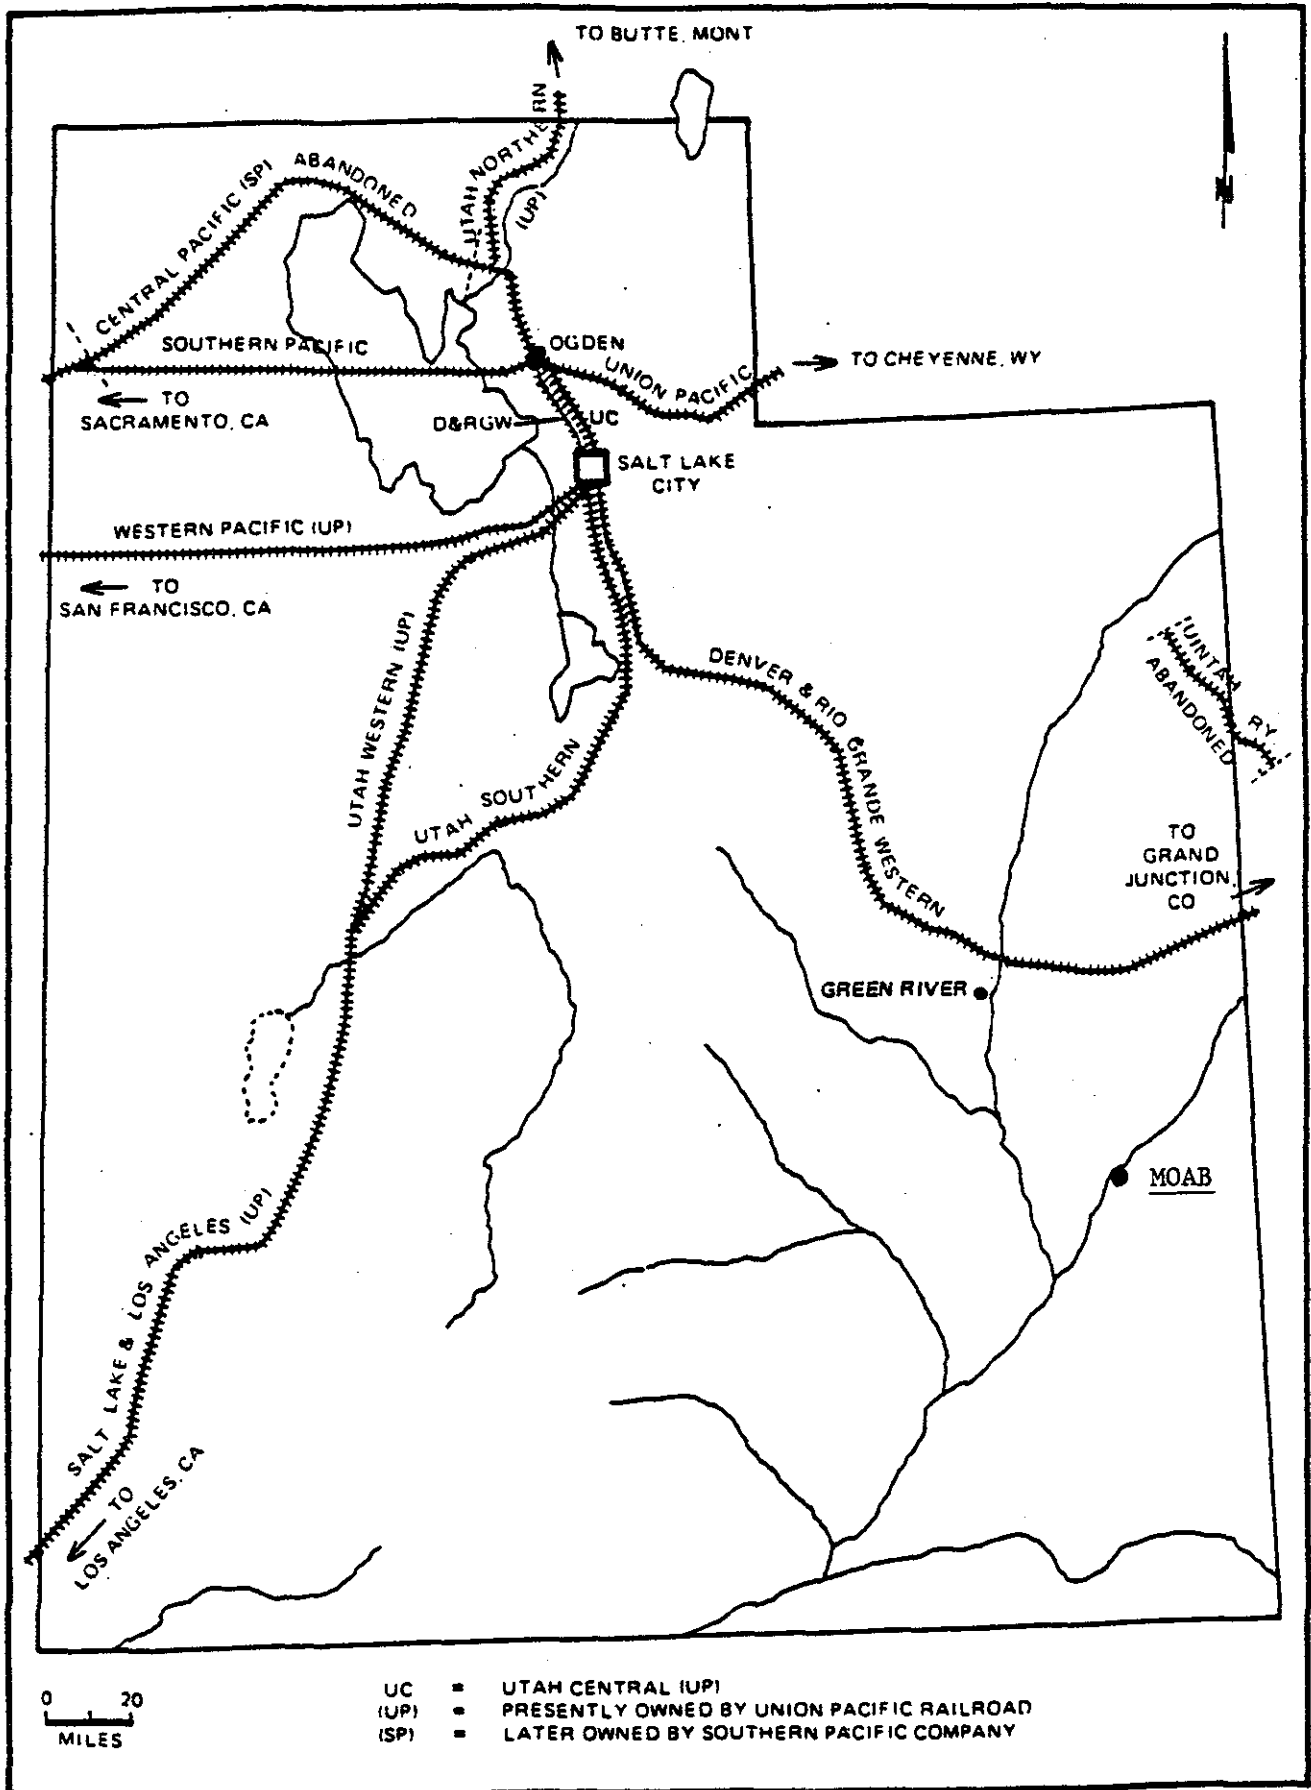 TO BUTTE, MONT
UTAH NORTHERN
(UP)
CENTRAL PACIFIC (SP) ABANDONED
SOUTHERN PACIFIC
OGDEN
UNION PACIFIC
TO CHEYENNE, WY
TO
SACRAMENTO, CA
D&RGW
UC
SALT LAKE
CITY
WESTERN PACIFIC (UP)
TO
SAN FRANCISCO, CA
UTAH WESTERN (UP)
UTAH SOUTHERN
DENVER & RIO GRANDE WESTERN
UINTAH RY
ABANDONED
TO
GRAND
JUNCTION,
CO
GREEN RIVER
MOAB
SALT LAKE & LOS ANGELES (UP)
TO
LOS ANGELES, CA
N
0 20
MILES
UC = UTAH CENTRAL (UP)
(UP) = PRESENTLY OWNED BY UNION PACIFIC RAILROAD
(SP) = LATER OWNED BY SOUTHERN PACIFIC COMPANY